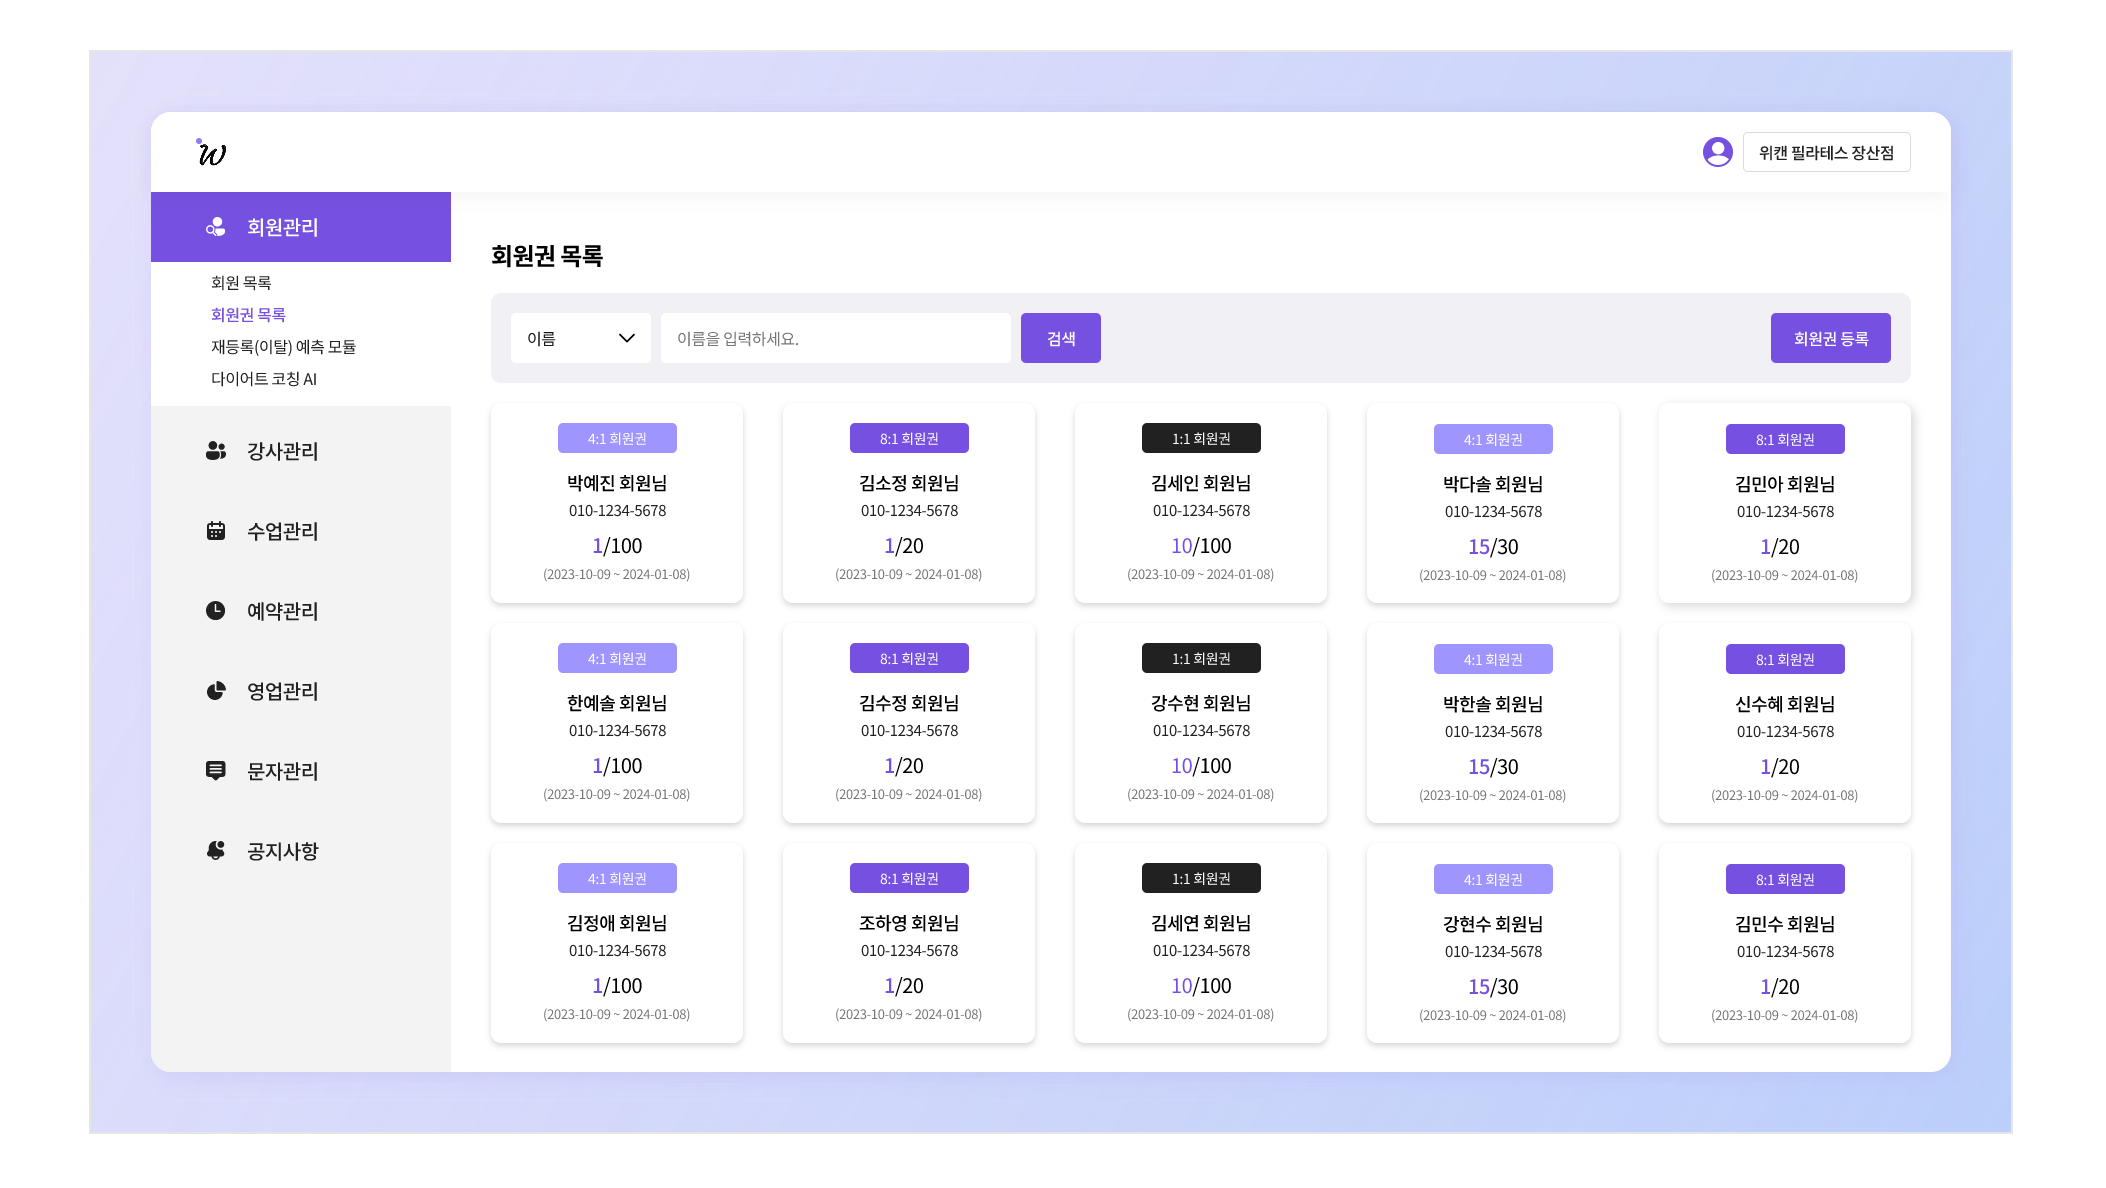 w
위캔 필라테스 장산점
회원관리
회원 목록
회원권 목록
재등록(이탈) 예측 모듈
다이어트 코칭 AI
강사관리
수업관리
예약관리
영업관리
문자관리
공지사항
회원권 목록
이름
이름을 입력하세요.
검색
회원권 등록
4:1 회원권
박예진 회원님
010-1234-5678
1/100
(2023-10-09 ~ 2024-01-08)
8:1 회원권
김소정 회원님
010-1234-5678
1/20
(2023-10-09 ~ 2024-01-08)
1:1 회원권
김세인 회원님
010-1234-5678
10/100
(2023-10-09 ~ 2024-01-08)
4:1 회원권
박다솔 회원님
010-1234-5678
15/30
(2023-10-09 ~ 2024-01-08)
8:1 회원권
김민아 회원님
010-1234-5678
1/20
(2023-10-09 ~ 2024-01-08)
4:1 회원권
한예솔 회원님
010-1234-5678
1/100
(2023-10-09 ~ 2024-01-08)
8:1 회원권
김수정 회원님
010-1234-5678
1/20
(2023-10-09 ~ 2024-01-08)
1:1 회원권
강수현 회원님
010-1234-5678
10/100
(2023-10-09 ~ 2024-01-08)
4:1 회원권
박한솔 회원님
010-1234-5678
15/30
(2023-10-09 ~ 2024-01-08)
8:1 회원권
신수혜 회원님
010-1234-5678
1/20
(2023-10-09 ~ 2024-01-08)
4:1 회원권
김정애 회원님
010-1234-5678
1/100
(2023-10-09 ~ 2024-01-08)
8:1 회원권
조하영 회원님
010-1234-5678
1/20
(2023-10-09 ~ 2024-01-08)
1:1 회원권
김세연 회원님
010-1234-5678
10/100
(2023-10-09 ~ 2024-01-08)
4:1 회원권
강현수 회원님
010-1234-5678
15/30
(2023-10-09 ~ 2024-01-08)
8:1 회원권
김민수 회원님
010-1234-5678
1/20
(2023-10-09 ~ 2024-01-08)